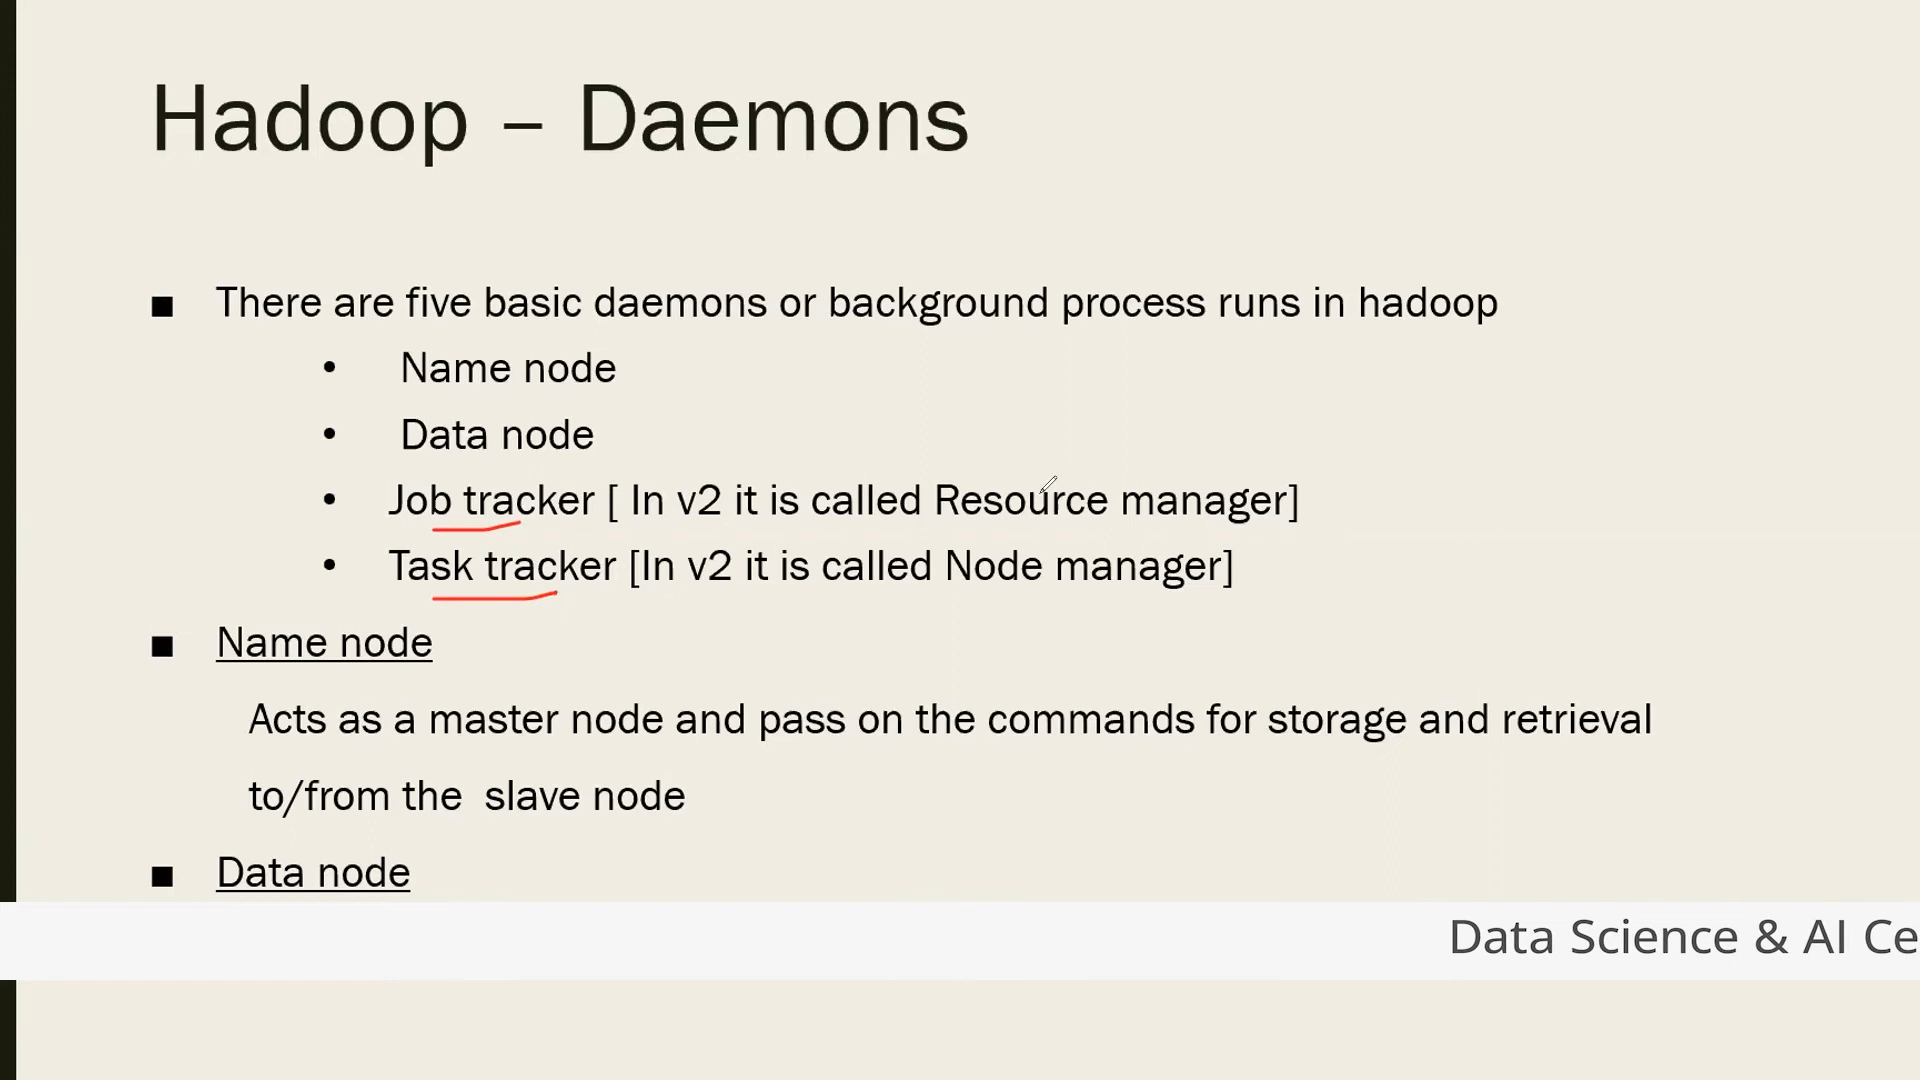 Hadoop – Daemons
■ There are five basic daemons or background process runs in hadoop
• Name node
• Data node
• Job tracker [ In v2 it is called Resource manager]
• Task tracker [In v2 it is called Node manager]
■ Name node
Acts as a master node and pass on the commands for storage and retrieval
to/from the slave node
■ Data node
Data Science & AI Ce